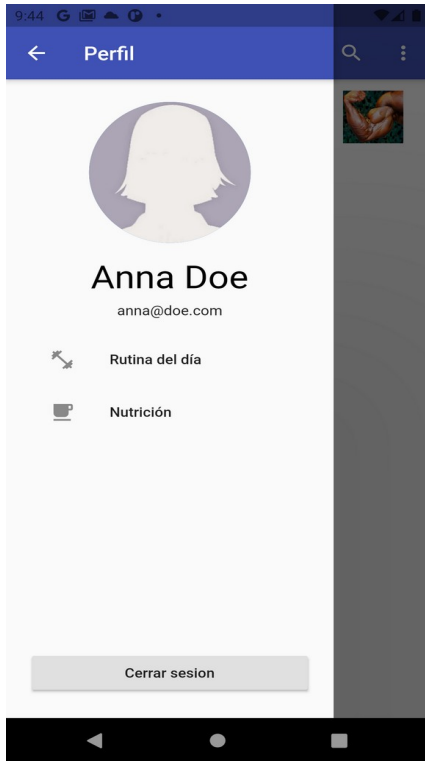 9:44
Perfil
Anna Doe
anna@doe.com
Rutina del día
Nutrición
Cerrar sesion